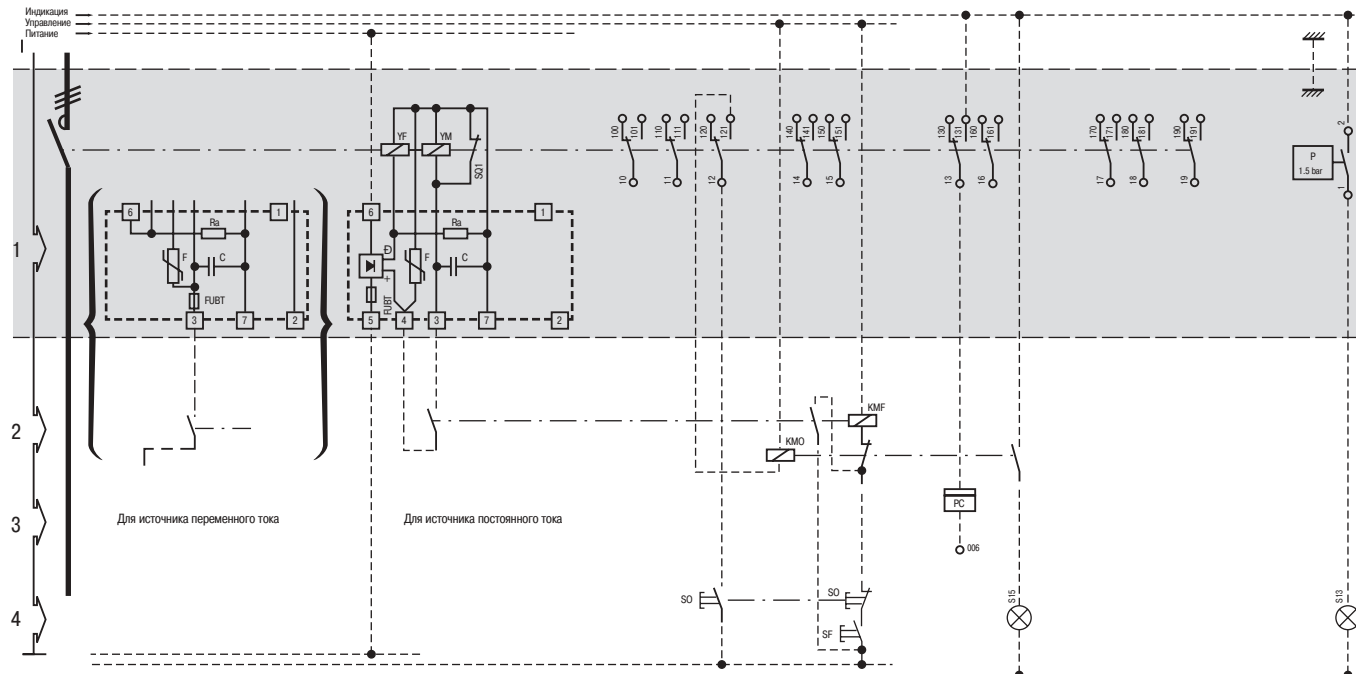 Индикация
Управление
Питание
YF
YM
SQ1
100
101
110
111
120
121
140
141
150
151
130
131
160
161
170
171
180
181
190
191
2
P
1.5 bar
1
10
11
12
14
15
13
16
17
18
19
6
1
Ra
F
C
FUBT
3
7
2
6
1
Ra
Đ
F
C
+
FUBT
5
4
3
7
2
1
2
3
4
KMF
KMO
PC
006
Для источника переменного тока
Для источника постоянного тока
SO
SO
SF
S15
S13